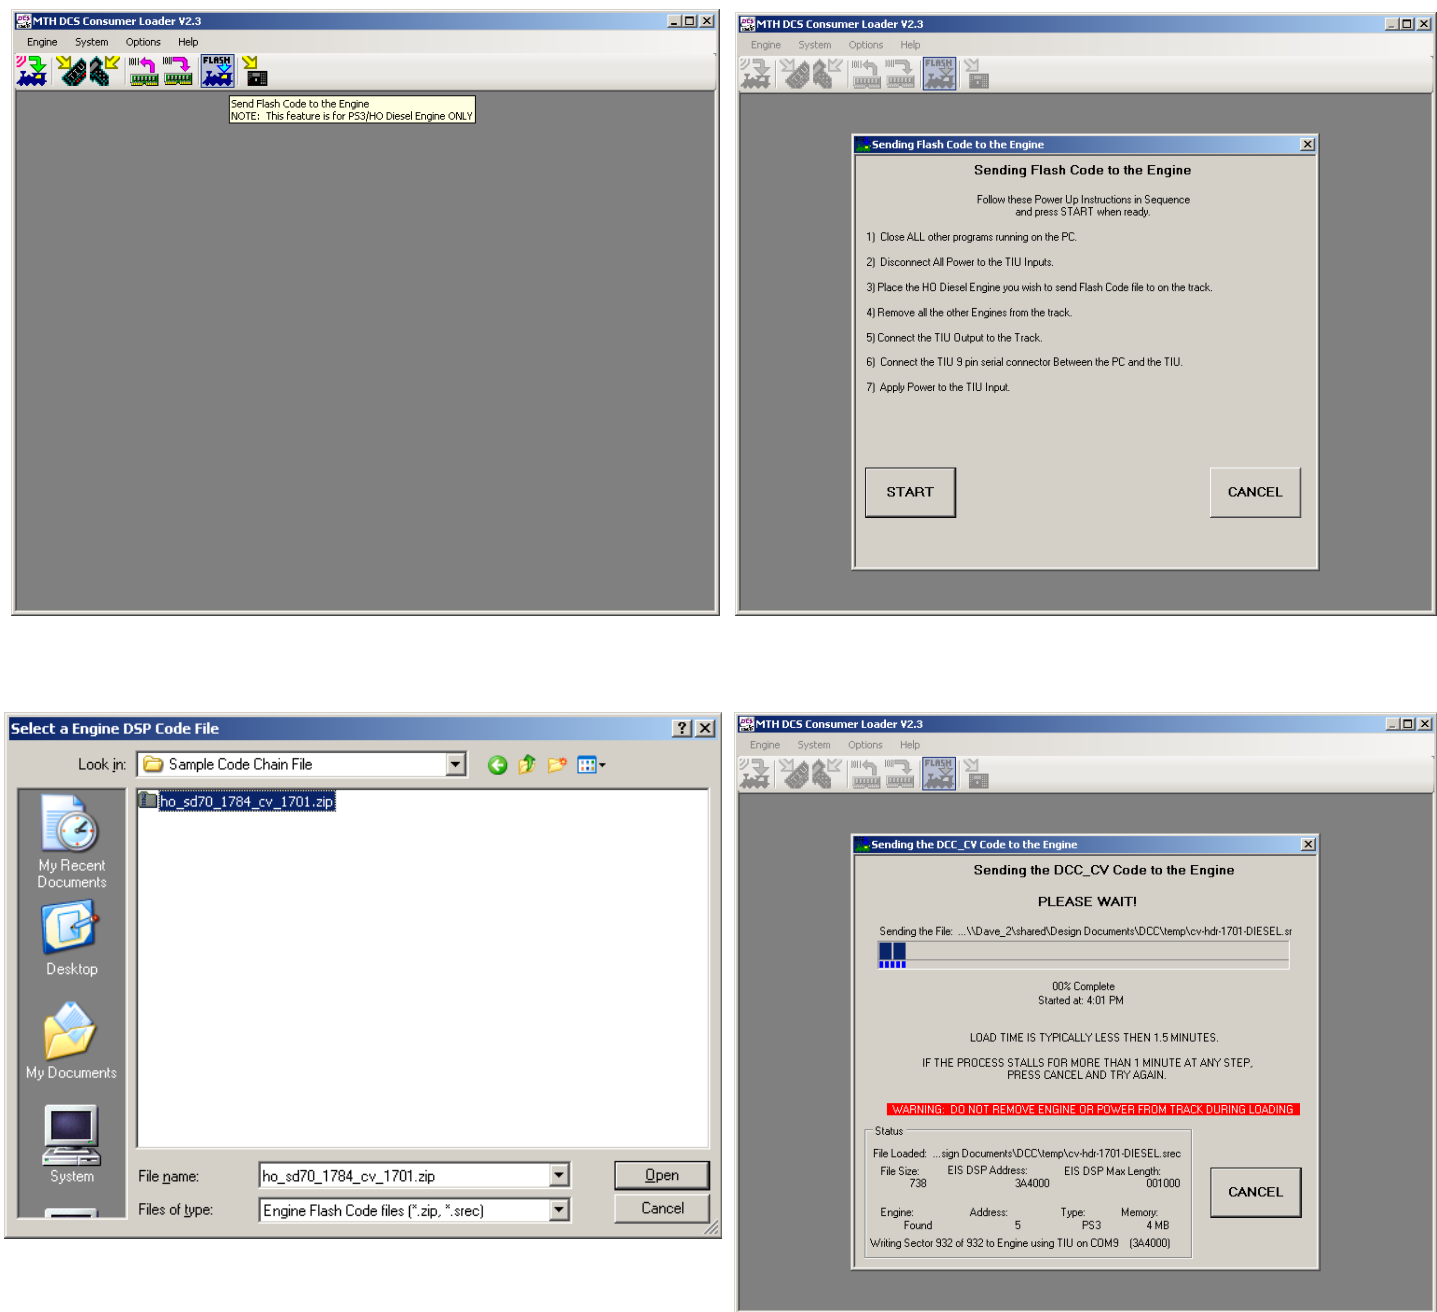 MTH DCS Consumer Loader V2.3
Engine System Options Help
FLASH
Send Flash Code to the Engine
NOTE: This feature is for PS3/HO Diesel Engine ONLY
MTH DCS Consumer Loader V2.3
Engine System Options Help
FLASH
Sending Flash Code to the Engine
Sending Flash Code to the Engine
Follow these Power Up Instructions in Sequence
and press START when ready.
1) Close ALL other programs running on the PC.
2) Disconnect All Power to the TIU Inputs.
3) Place the HO Diesel Engine you wish to send Flash Code file to on the track.
4) Remove all the other Engines from the track.
5) Connect the TIU Output to the Track.
6) Connect the TIU 9 pin serial connector Between the PC and the TIU.
7) Apply Power to the TIU Input.
START CANCEL
Select a Engine DSP Code File
Look in: Sample Code Chain File
ho_sd70_1784_cv_1701.zip
My Recent
Documents
Desktop
My Documents
System
File name: ho_sd70_1784_cv_1701.zip Open
Files of type: Engine Flash Code files (*.zip, *.srec) Cancel
MTH DCS Consumer Loader V2.3
Engine System Options Help
FLASH
Sending the DCC_CV Code to the Engine
Sending the DCC_CV Code to the Engine
PLEASE WAIT!
Sending the File: ...\\Dave_2\shared\Design Documents\DCC\temp\cv-hdr-1701-DIESEL.sr
00% Complete
Started at: 4:01 PM
LOAD TIME IS TYPICALLY LESS THEN 1.5 MINUTES.
IF THE PROCESS STALLS FOR MORE THAN 1 MINUTE AT ANY STEP,
PRESS CANCEL AND TRY AGAIN.
WARNING: DO NOT REMOVE ENGINE OR POWER FROM TRACK DURING LOADING
Status
File Loaded: ...sign Documents\DCC\temp\cv-hdr-1701-DIESEL.srec
File Size: EIS DSP Address: EIS DSP Max Length:
738 3A4000 001000
CANCEL
Engine: Address: Type: Memory:
Found 5 PS3 4 MB
Writing Sector 932 of 932 to Engine using TIU on COM9 (3A4000)